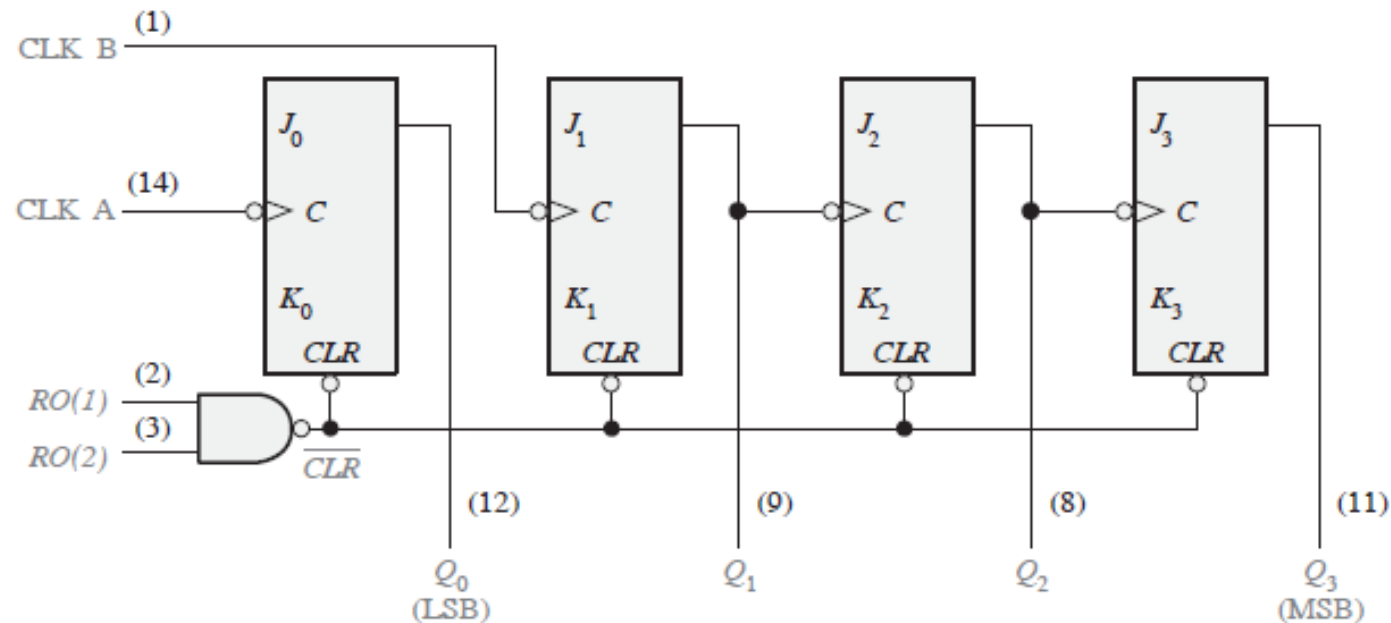 (1)
CLK B
J0 J1 J2 J3
(14)
CLK A C C C C
K0 K1 K2 K3
CLR CLR CLR CLR
(2)
RO(1)
(3)
RO(2) CLR
(12) (9) (8) (11)
Q0 Q1 Q2 Q3
(LSB) (MSB)